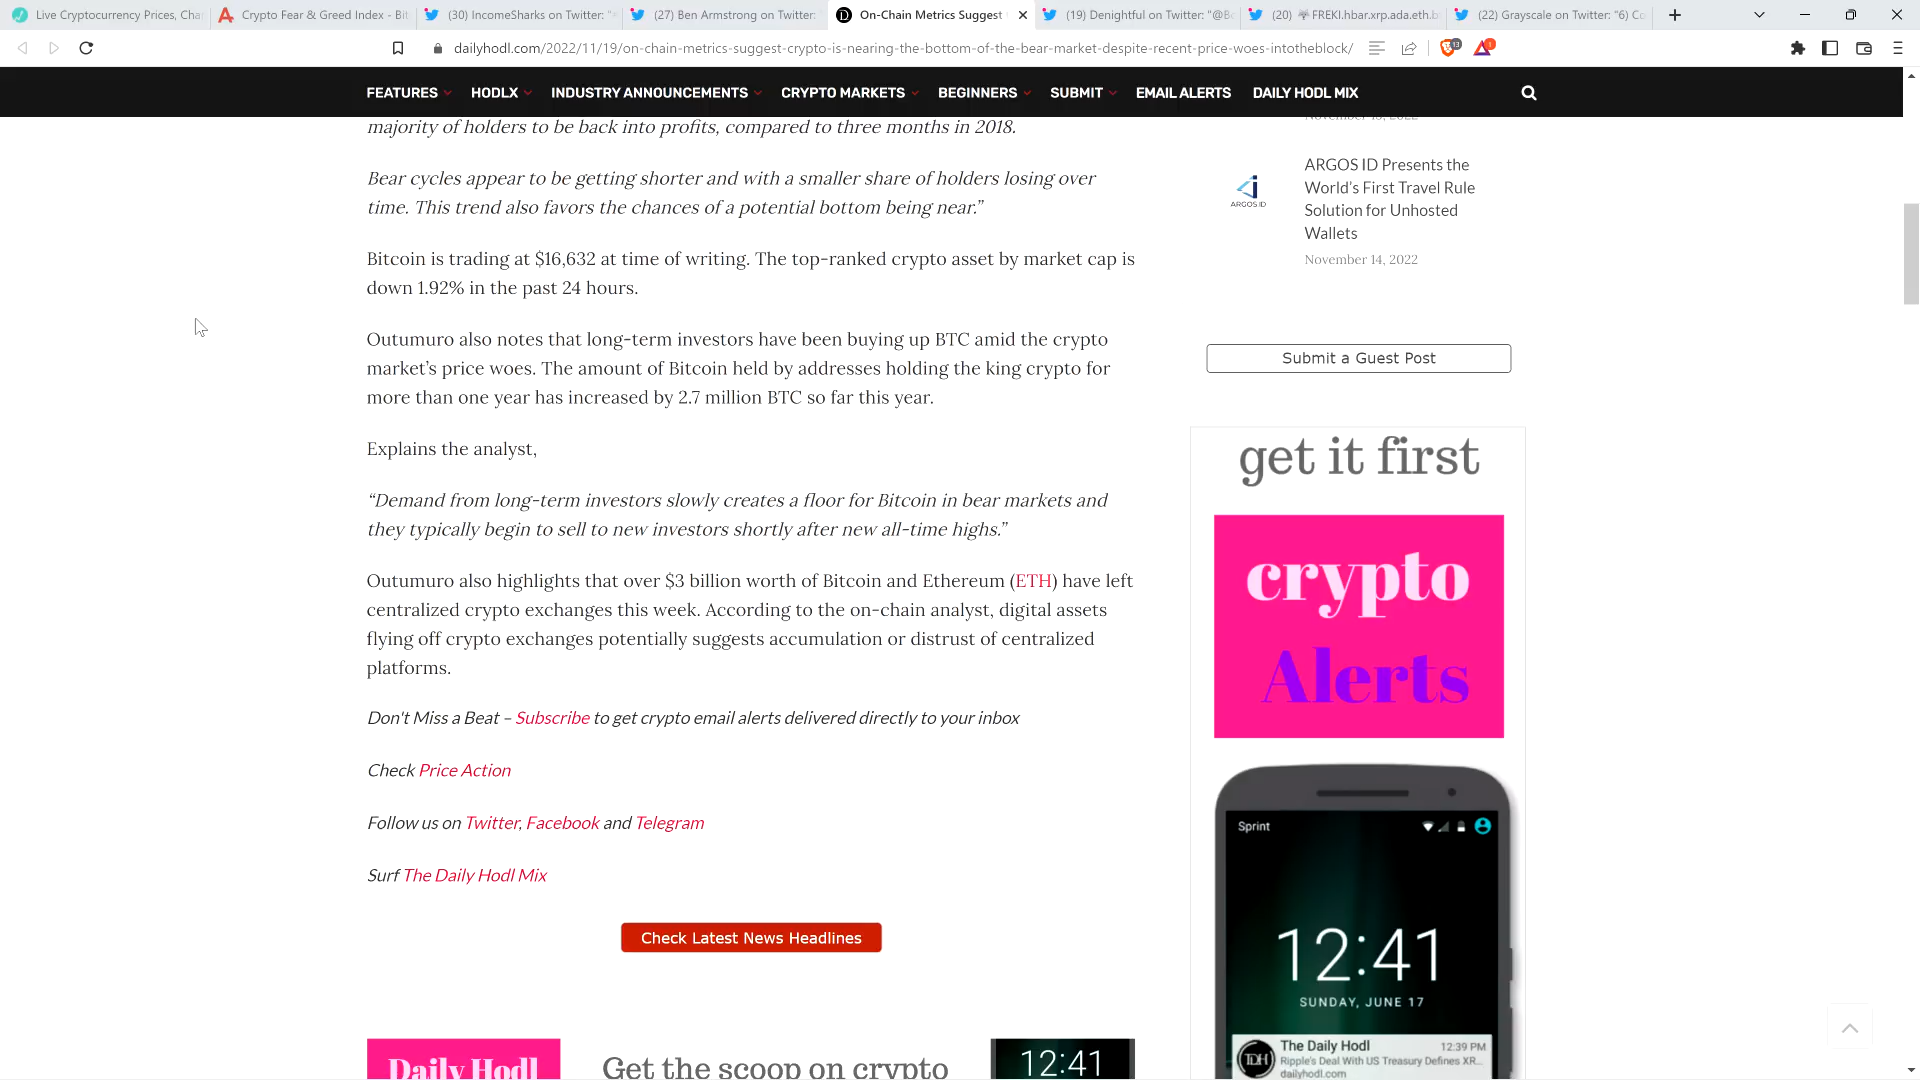 Live Cryptocurrency Prices, Cha
Crypto Fear & Greed Index - Bit
(30) IncomeSharks on Twitter: "
(27) Ben Armstrong on Twitter:
On-Chain Metrics Suggest
(19) Denightful on Twitter: "@Bo
(20) FREKI.hbar.xrp.ada.eth.b
(22) Grayscale on Twitter: "6) Co
dailyhodl.com/2022/11/19/on-chain-metrics-suggest-crypto-is-nearing-the-bottom-of-the-bear-market-despite-recent-price-woes-intotheblock/
FEATURES HODLX INDUSTRY ANNOUNCEMENTS CRYPTO MARKETS BEGINNERS SUBMIT EMAIL ALERTS DAILY HODL MIX
majority of holders to be back into profits, compared to three months in 2018.
Bear cycles appear to be getting shorter and with a smaller share of holders losing over
time. This trend also favors the chances of a potential bottom being near.”
Bitcoin is trading at $16,632 at time of writing. The top-ranked crypto asset by market cap is
down 1.92% in the past 24 hours.
Outumuro also notes that long-term investors have been buying up BTC amid the crypto
market’s price woes. The amount of Bitcoin held by addresses holding the king crypto for
more than one year has increased by 2.7 million BTC so far this year.
Explains the analyst,
“Demand from long-term investors slowly creates a floor for Bitcoin in bear markets and
they typically begin to sell to new investors shortly after new all-time highs.”
Outumuro also highlights that over $3 billion worth of Bitcoin and Ethereum (ETH) have left
centralized crypto exchanges this week. According to the on-chain analyst, digital assets
flying off crypto exchanges potentially suggests accumulation or distrust of centralized
platforms.
Don't Miss a Beat – Subscribe to get crypto email alerts delivered directly to your inbox
Check Price Action
Follow us on Twitter, Facebook and Telegram
Surf The Daily Hodl Mix
Check Latest News Headlines
Daily Hodl
Get the scoop on crypto
12:41
ARGOS ID
ARGOS ID Presents the
World’s First Travel Rule
Solution for Unhosted
Wallets
November 14, 2022
Submit a Guest Post
get it first
crypto
Alerts
Sprint
12:41
SUNDAY, JUNE 17
TDH
The Daily Hodl 12:39 PM
Ripple's Deal With US Treasury Defines XR...
dailyhodl.com